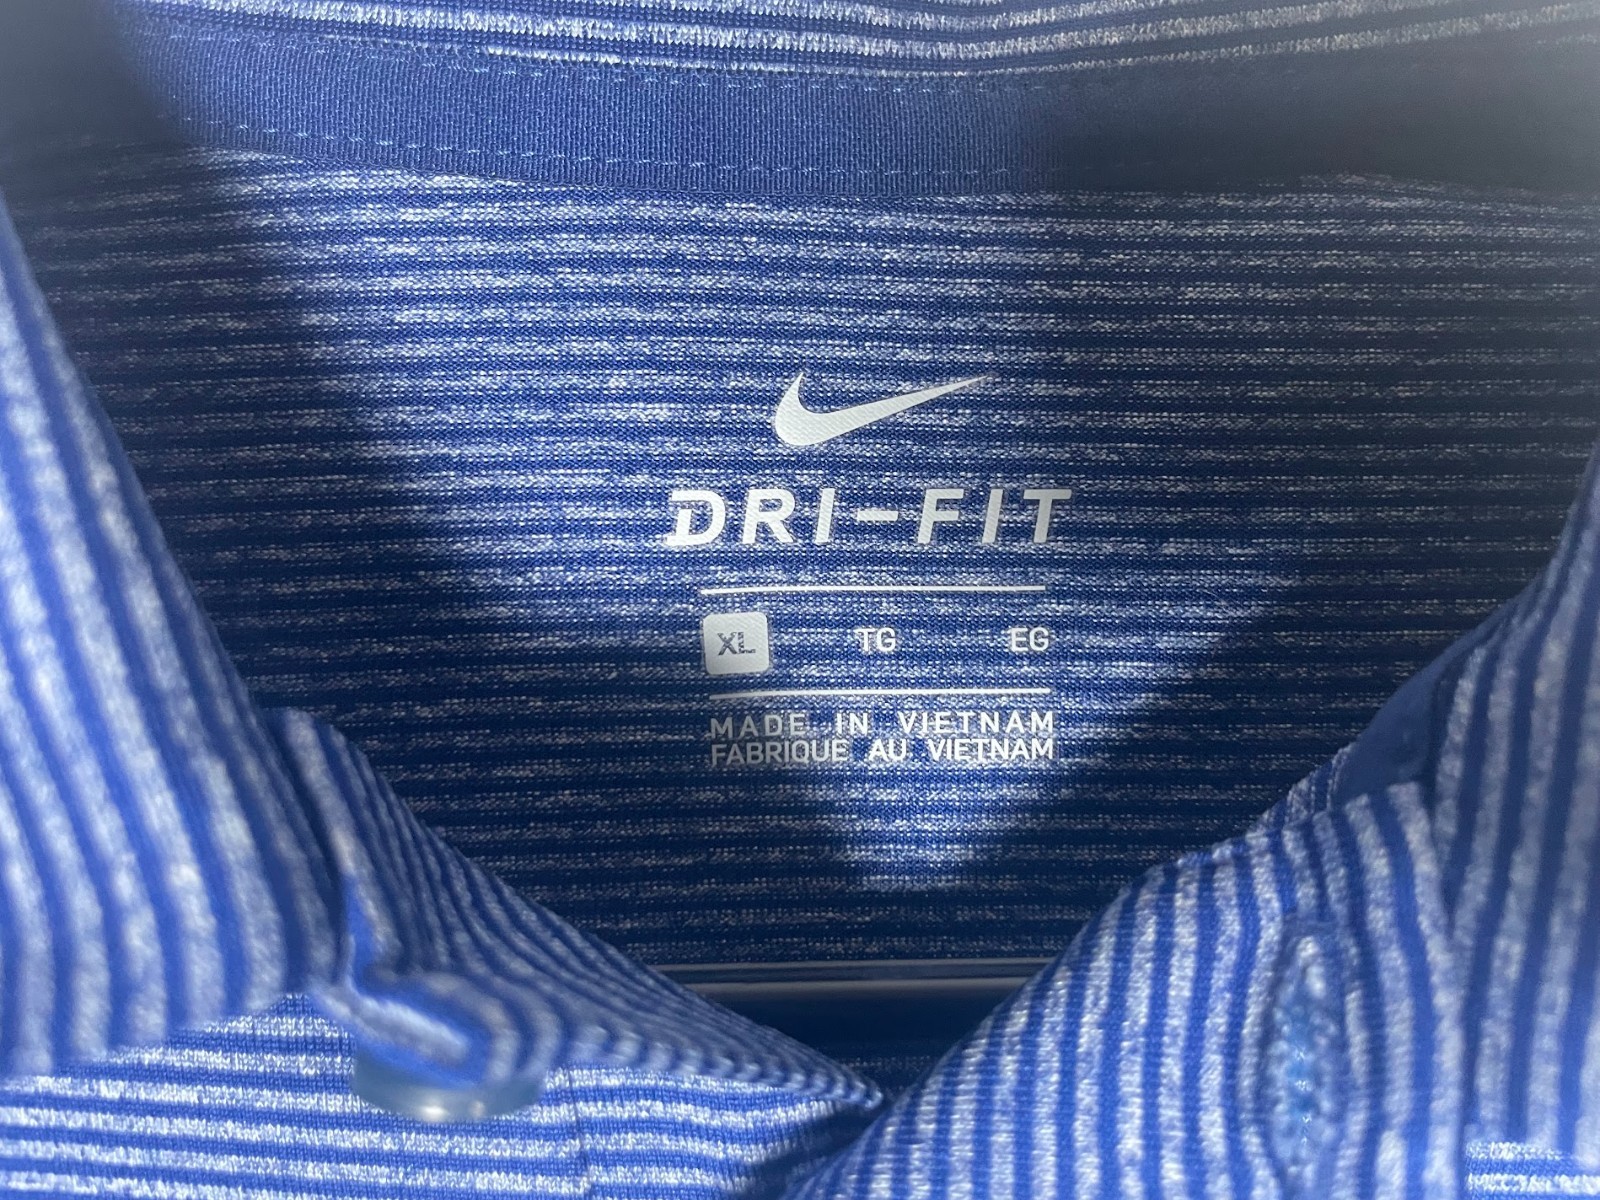 DRI-FIT
XL TG EG
MADE IN VIETNAM
FABRIQUE AU VIETNAM